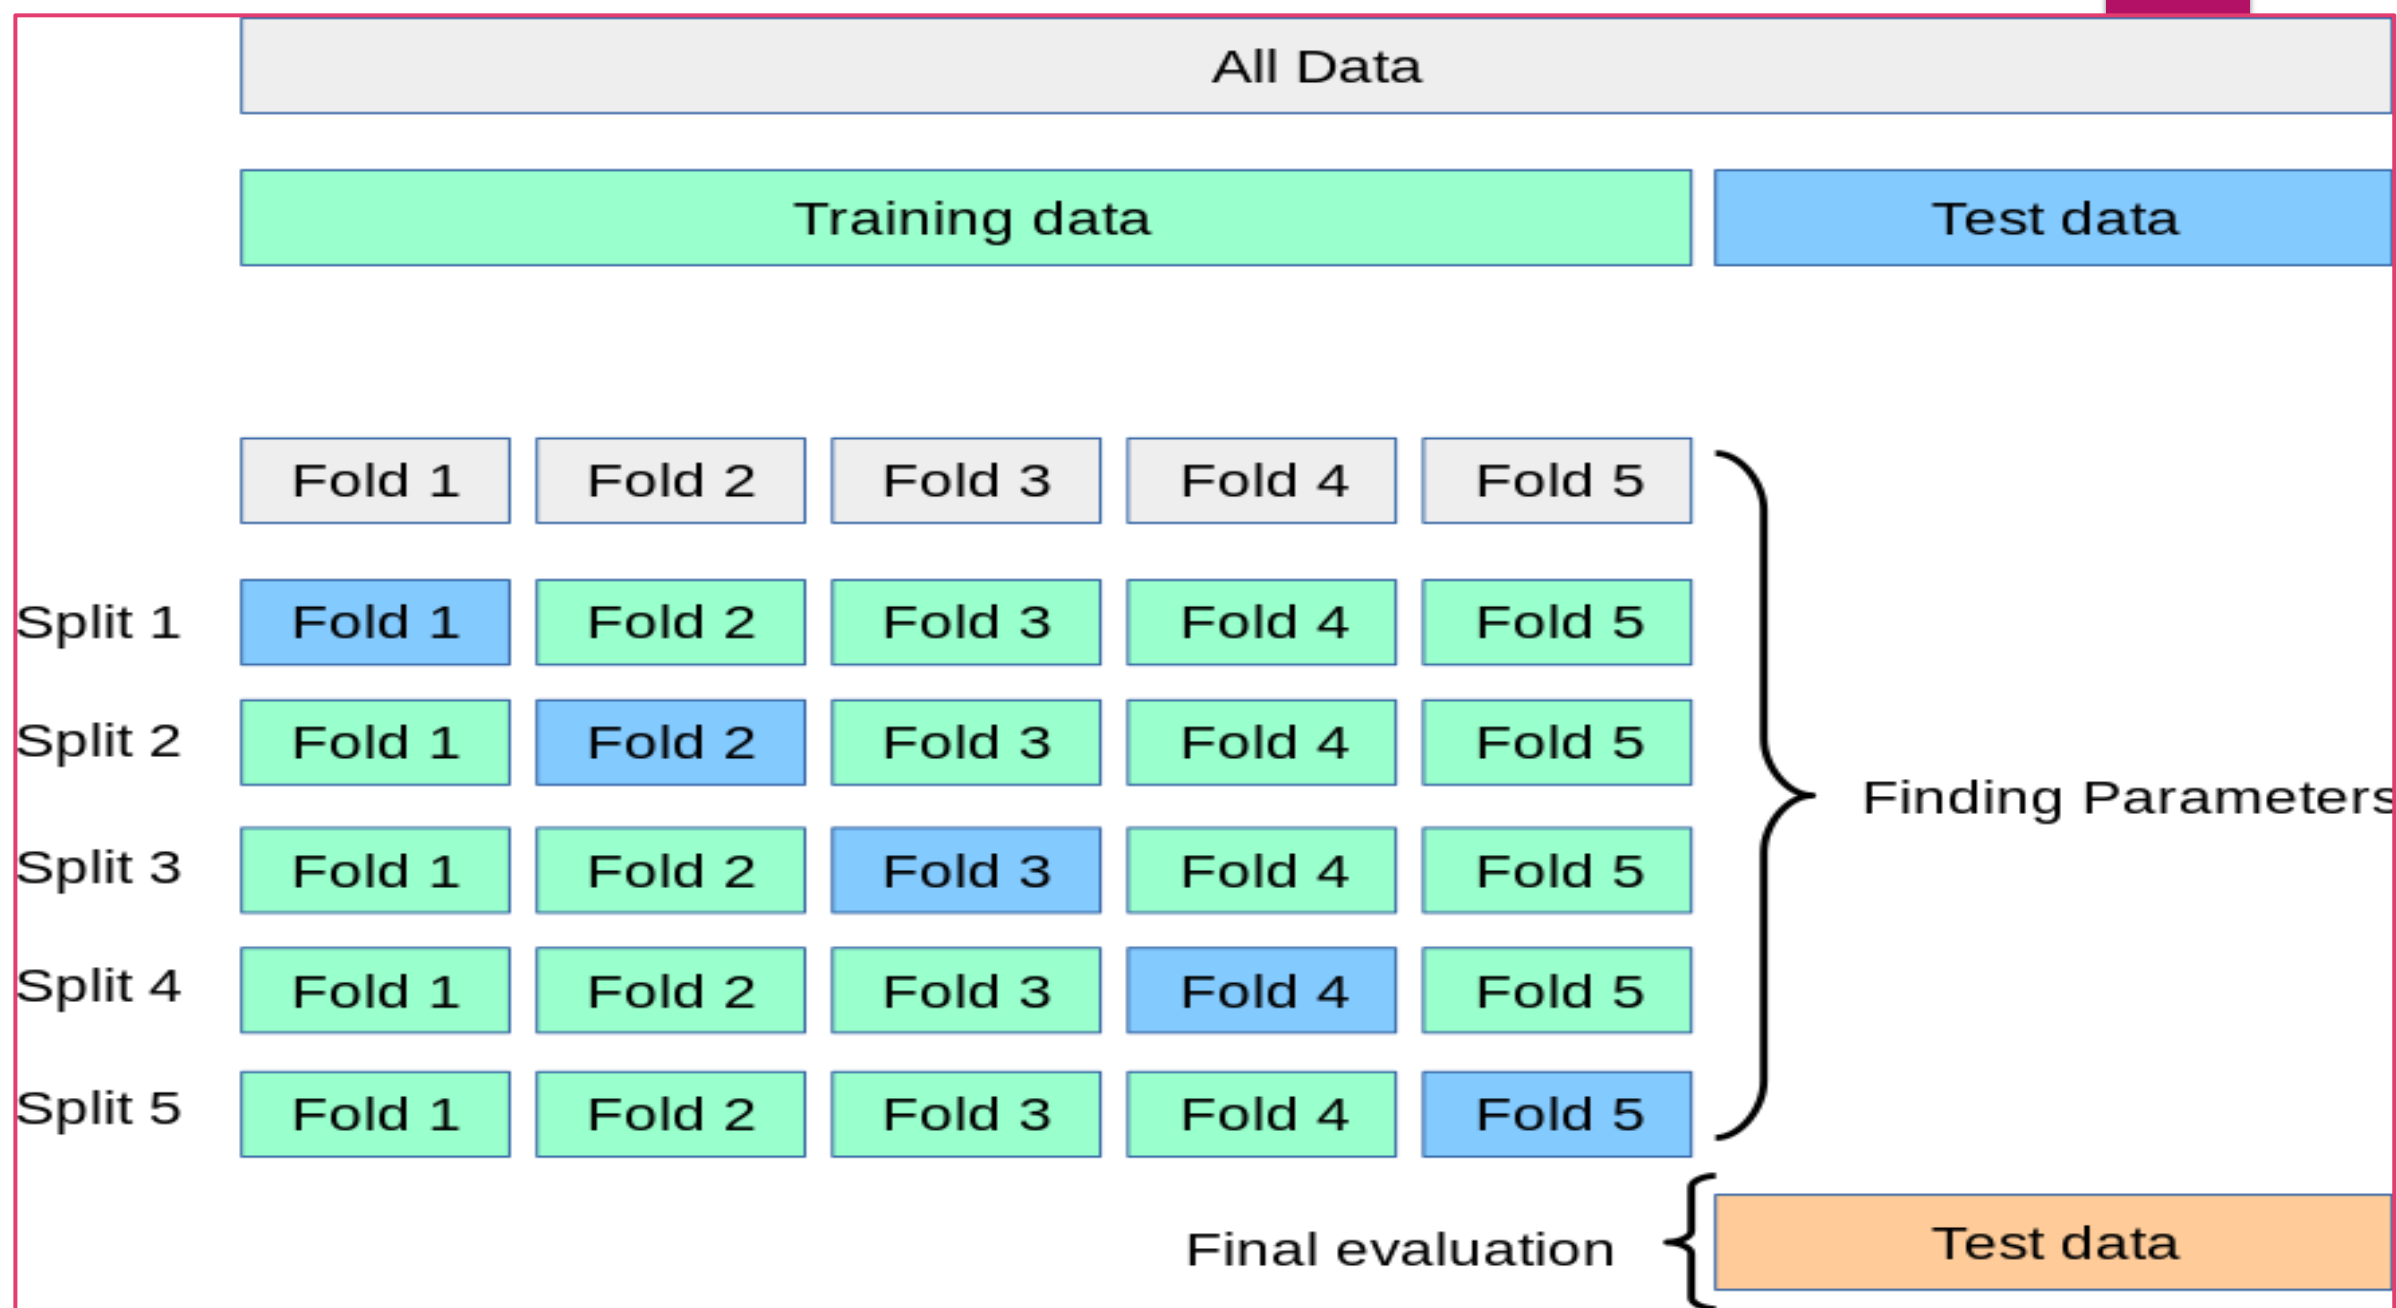 All Data
Training data Test data
Fold 1 Fold 2 Fold 3 Fold 4 Fold 5
Split 1 Fold 1 Fold 2 Fold 3 Fold 4 Fold 5
Split 2 Fold 1 Fold 2 Fold 3 Fold 4 Fold 5
Finding Parameters
Split 3 Fold 1 Fold 2 Fold 3 Fold 4 Fold 5
Split 4 Fold 1 Fold 2 Fold 3 Fold 4 Fold 5
Split 5 Fold 1 Fold 2 Fold 3 Fold 4 Fold 5
Final evaluation Test data